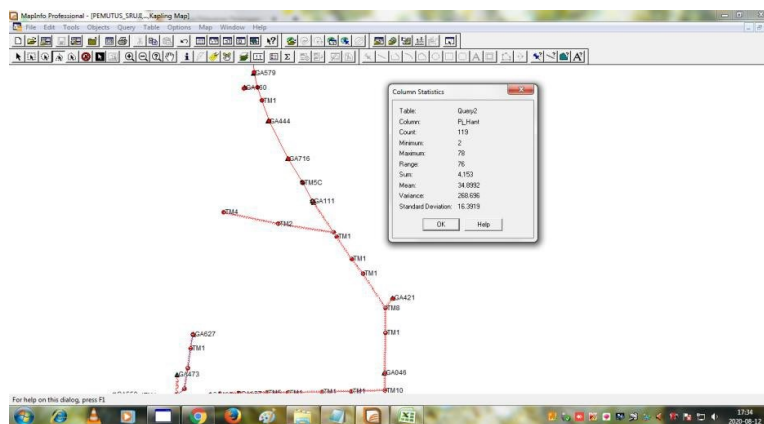 MapInfo Professional - [PEMUTUS_SRUJI,...,Kapling Map]
File Edit Tools Objects Query Table Options Map Window Help
GA579
TM1
GA444
GA716
TM5C
GA111
TM4
TM2
TM1
TM1
TM1
GA421
TM8
TM1
GA627
TM1
GA473
GA046
TM1 TM1 TM10
Column Statistics
Table: Query2
Column: Pj_Hant
Count: 119
Minimum: 2
Maximum: 78
Range: 76
Sum: 4,153
Mean: 34.8992
Variance: 268.696
Standard Deviation: 16.3919
OK Help
For help on this dialog, press F1
17:34
2020-08-12